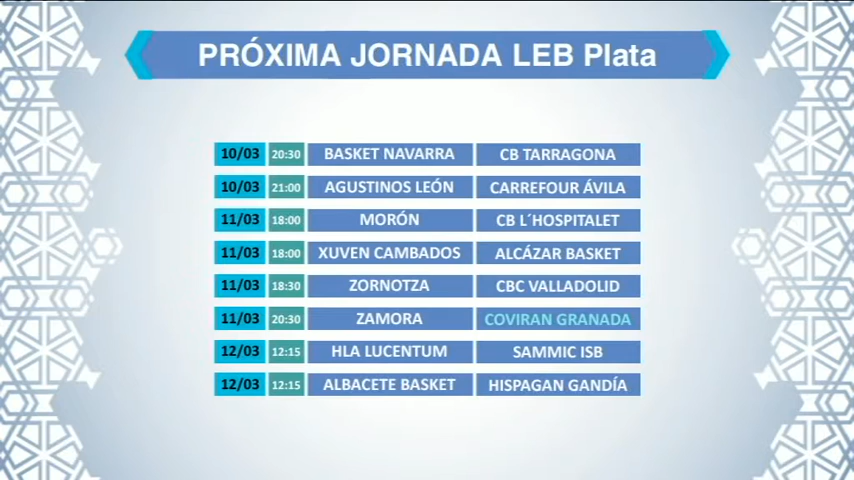 PRÓXIMA JORNADA LEB Plata
10/03 20:30 BASKET NAVARRA CB TARRAGONA
10/03 21:00 AGUSTINOS LEÓN CARREFOUR ÁVILA
11/03 18:00 MORÓN CB L´HOSPITALET
11/03 18:00 XUVEN CAMBADOS ALCÁZAR BASKET
11/03 18:30 ZORNOTZA CBC VALLADOLID
11/03 20:30 ZAMORA COVIRAN GRANADA
12/03 12:15 HLA LUCENTUM SAMMIC ISB
12/03 12:15 ALBACETE BASKET HISPAGAN GANDÍA